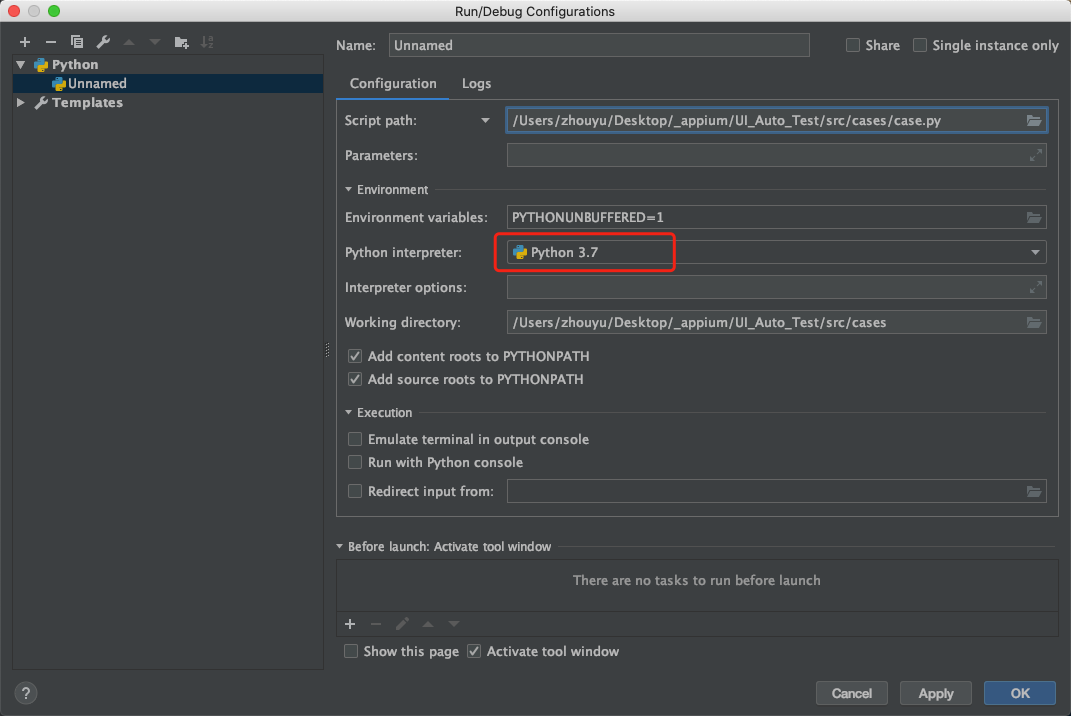 Run/Debug Configurations
Name: Unnamed Share Single instance only
Python
Unnamed
Templates
Configuration Logs
Script path: /Users/zhouyu/Desktop/_appium/UI_Auto_Test/src/cases/case.py
Parameters:
Environment
Environment variables: PYTHONUNBUFFERED=1
Python interpreter: Python 3.7
Interpreter options:
Working directory: /Users/zhouyu/Desktop/_appium/UI_Auto_Test/src/cases
Add content roots to PYTHONPATH
Add source roots to PYTHONPATH
Execution
Emulate terminal in output console
Run with Python console
Redirect input from:
Before launch: Activate tool window
There are no tasks to run before launch
Show this page Activate tool window
? Cancel Apply OK